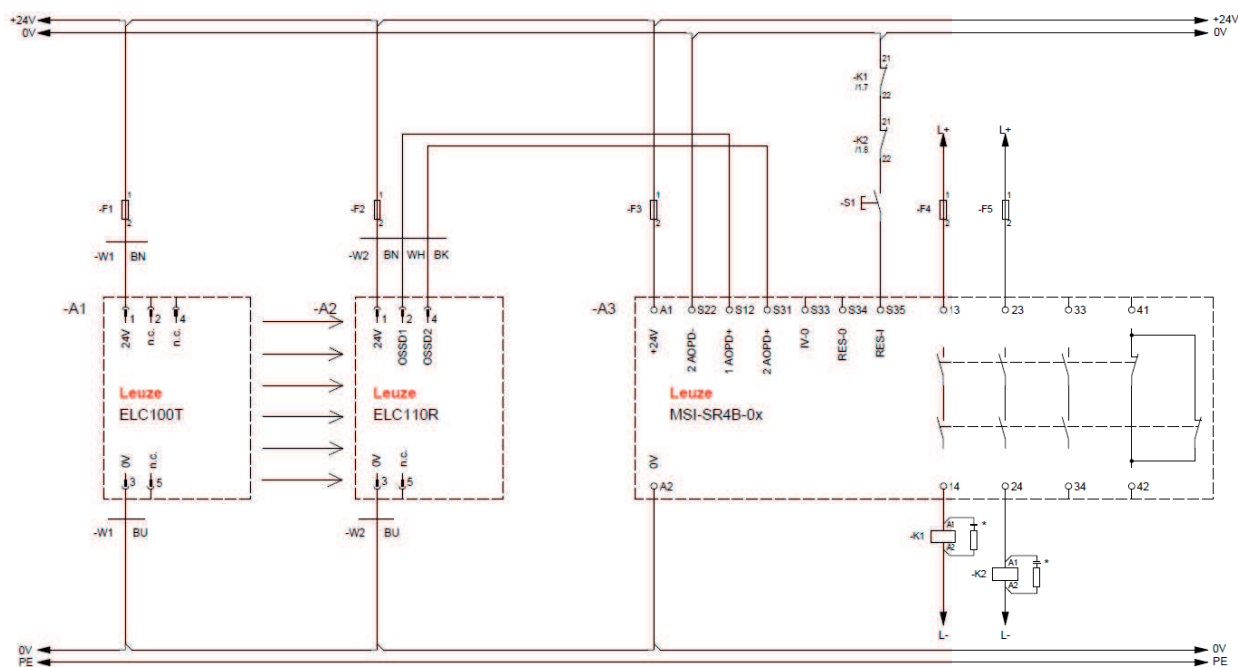 +24V +24V
0V 0V
-K1 21
/1.7 22
-K2 21
/1.8 22
L+ L+
-F1 1 2
-F2 1 2
-F3 1 2
-S1
-F4 1 2
-F5 1 2
-W1 BN
-W2 BN WH BK
-A1 1 2 4
24V n.c. n.c.
Leuze
ELC100T
0V n.c.
3 5
-W1 BU
-A2 1 2 4
24V OSSD1 OSSD2
Leuze
ELC110R
0V n.c.
3 5
-W2 BU
-A3 A1 S22 S12 S31 S33 S34 S35 13 23 33 41
+24V 2 AOPD- 1 AOPD+ 2 AOPD+ IV-0 RES-0 RES-I
Leuze
MSI-SR4B-0x
0V
A2 14 24 34 42
-K1 A1 A2 *
-K2 A1 A2 *
L- L-
0V 0V
PE PE